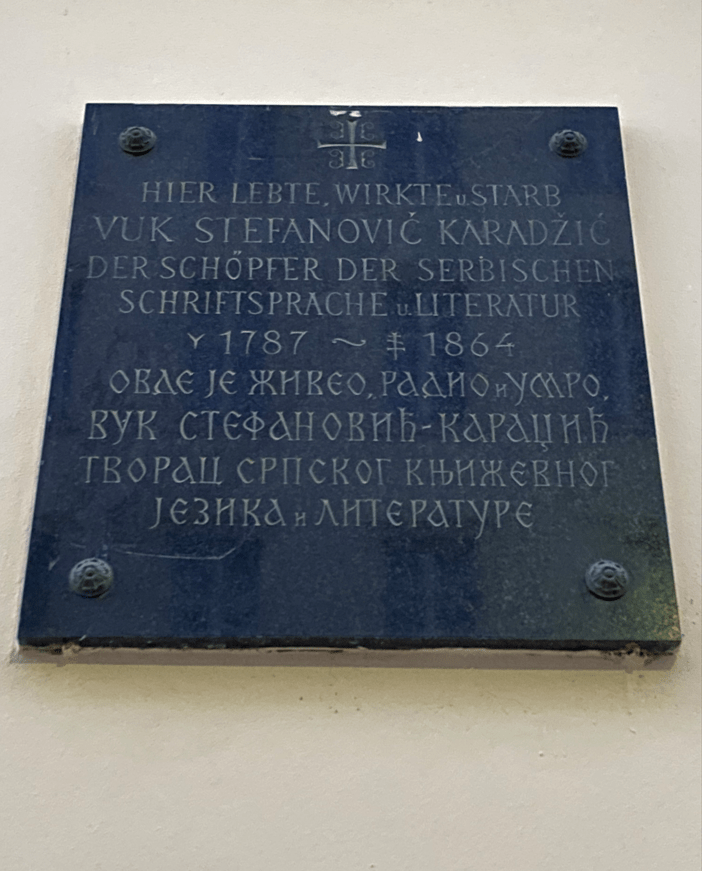 HIER LEBTE, WIRKTE u. STARB
VUK STEFANOVIČ KARADŽIĆ
DER SCHÖPFER DER SERBISCHEN
SCHRIFTSPRACHE u. LITERATUR
1787 ~ 1864
ОВДЕ ЈЕ ЖИВЕО, РАДИО и УМРО,
ВУК СТЕФАНОВИЋ-КАРАЏИЋ
ТВОРАЦ СРПСКОГ КЊИЖЕВНОГ
ЈЕЗИКА и ЛИТЕРАТУРЕ